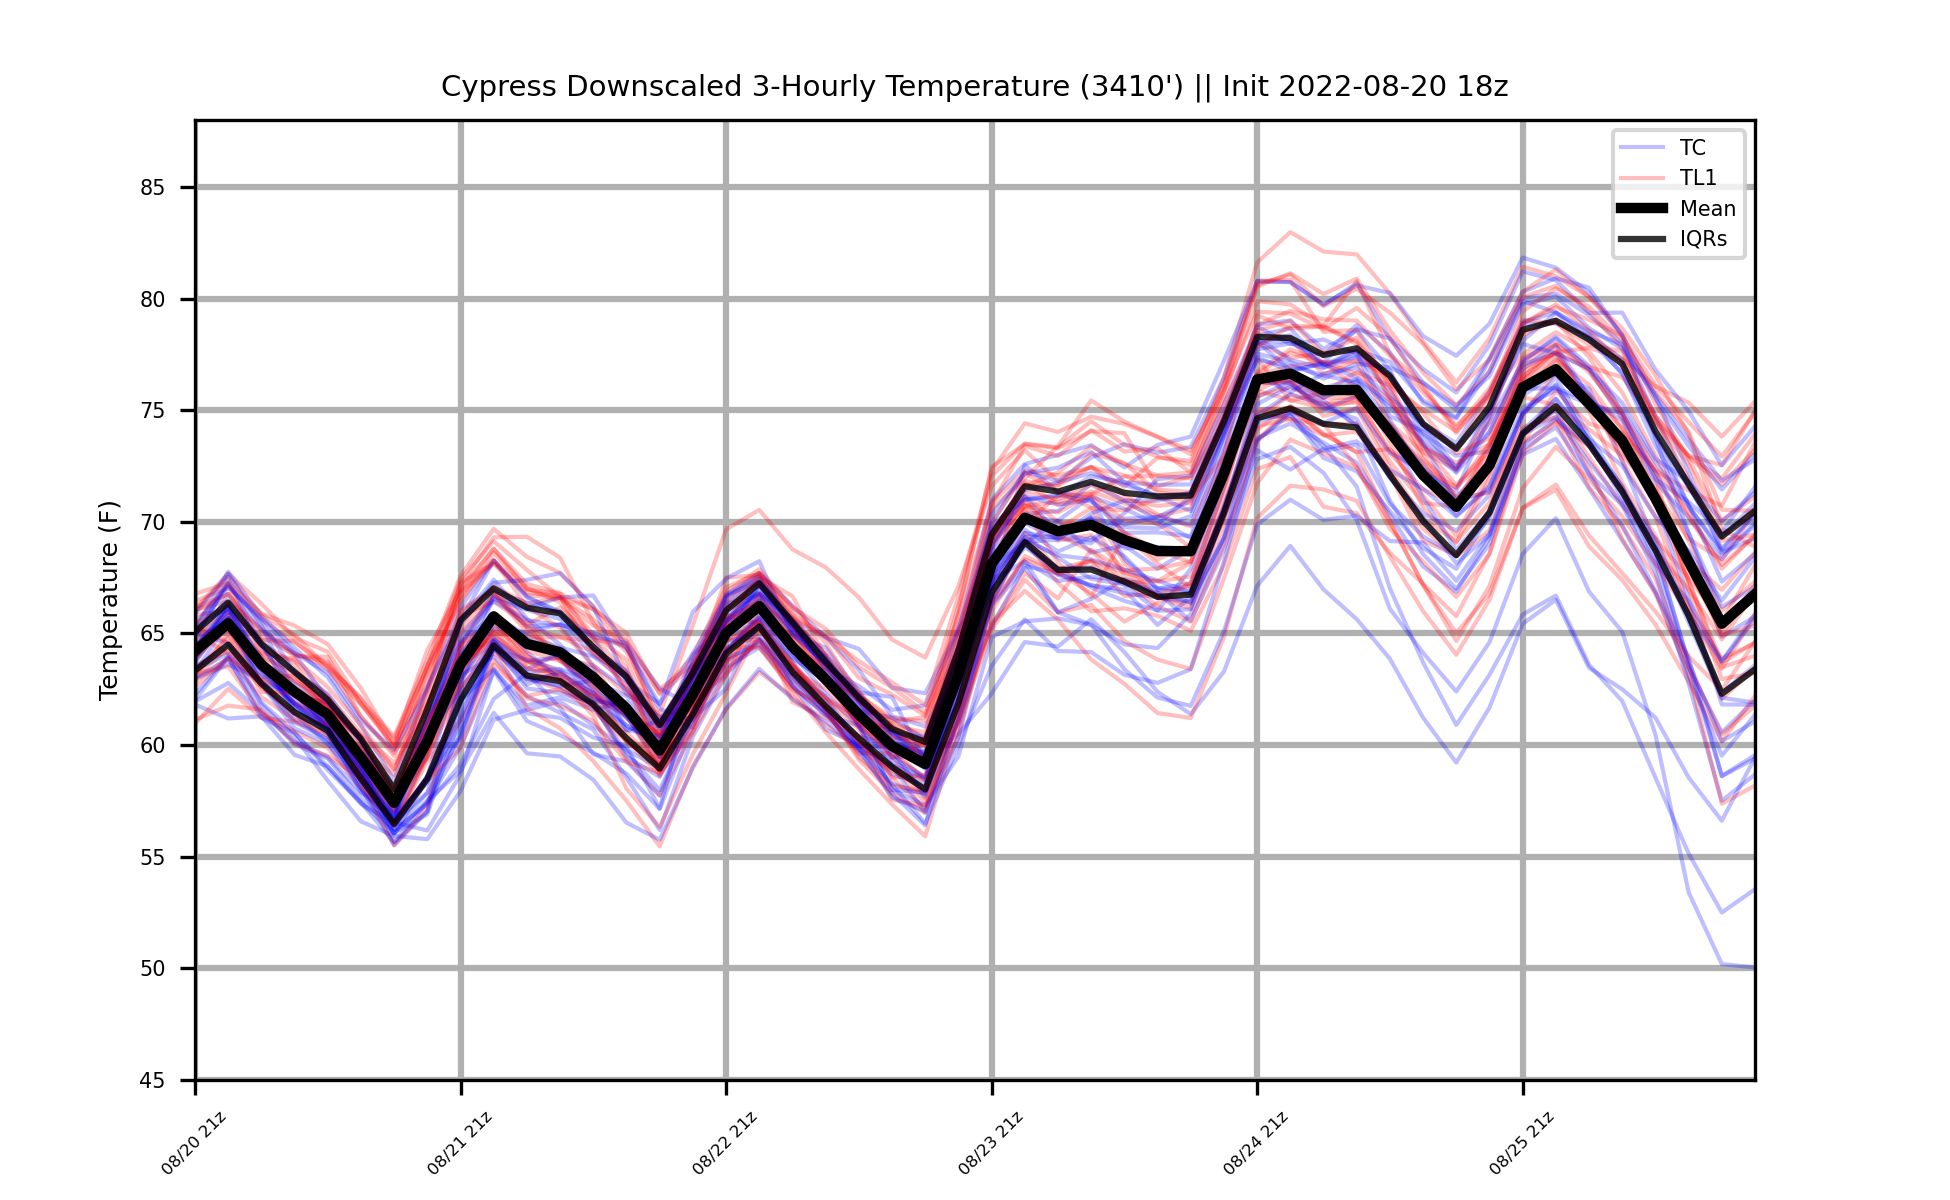 Cypress Downscaled 3-Hourly Temperature (3410') || Init 2022-08-20 18z
TC
TL1
Mean
IQRs
Temperature (F)
85
80
75
70
65
60
55
50
45
08/20 21z
08/21 21z
08/22 21z
08/23 21z
08/24 21z
08/25 21z